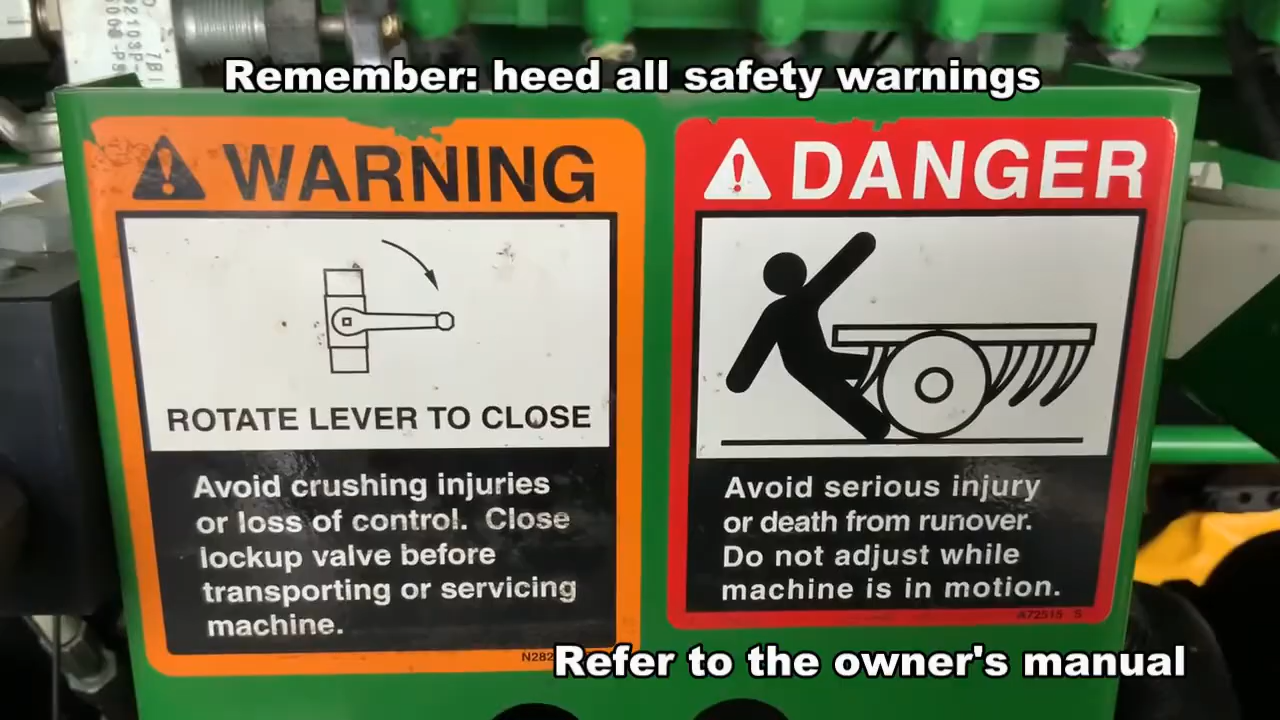 Remember: heed all safety warnings
WARNING
ROTATE LEVER TO CLOSE
Avoid crushing injuries
or loss of control. Close
lockup valve before
transporting or servicing
machine.
DANGER
Avoid serious injury
or death from runover.
Do not adjust while
machine is in motion.
A72515 S
Refer to the owner's manual